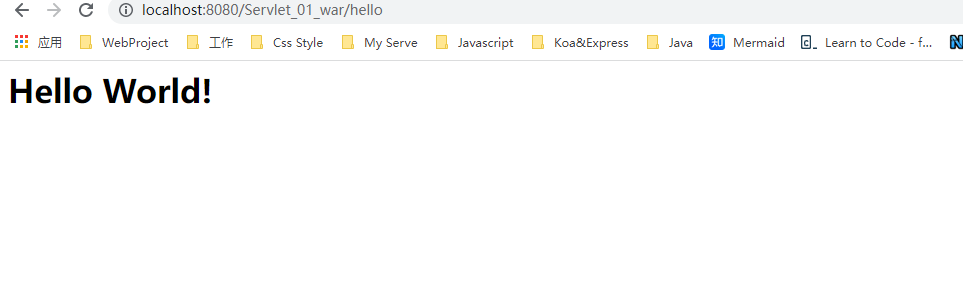 localhost:8080/Servlet_01_war/hello
应用 WebProject 工作 Css Style My Serve Javascript Koa&Express Java 知 Mermaid Learn to Code - f... N
Hello World!